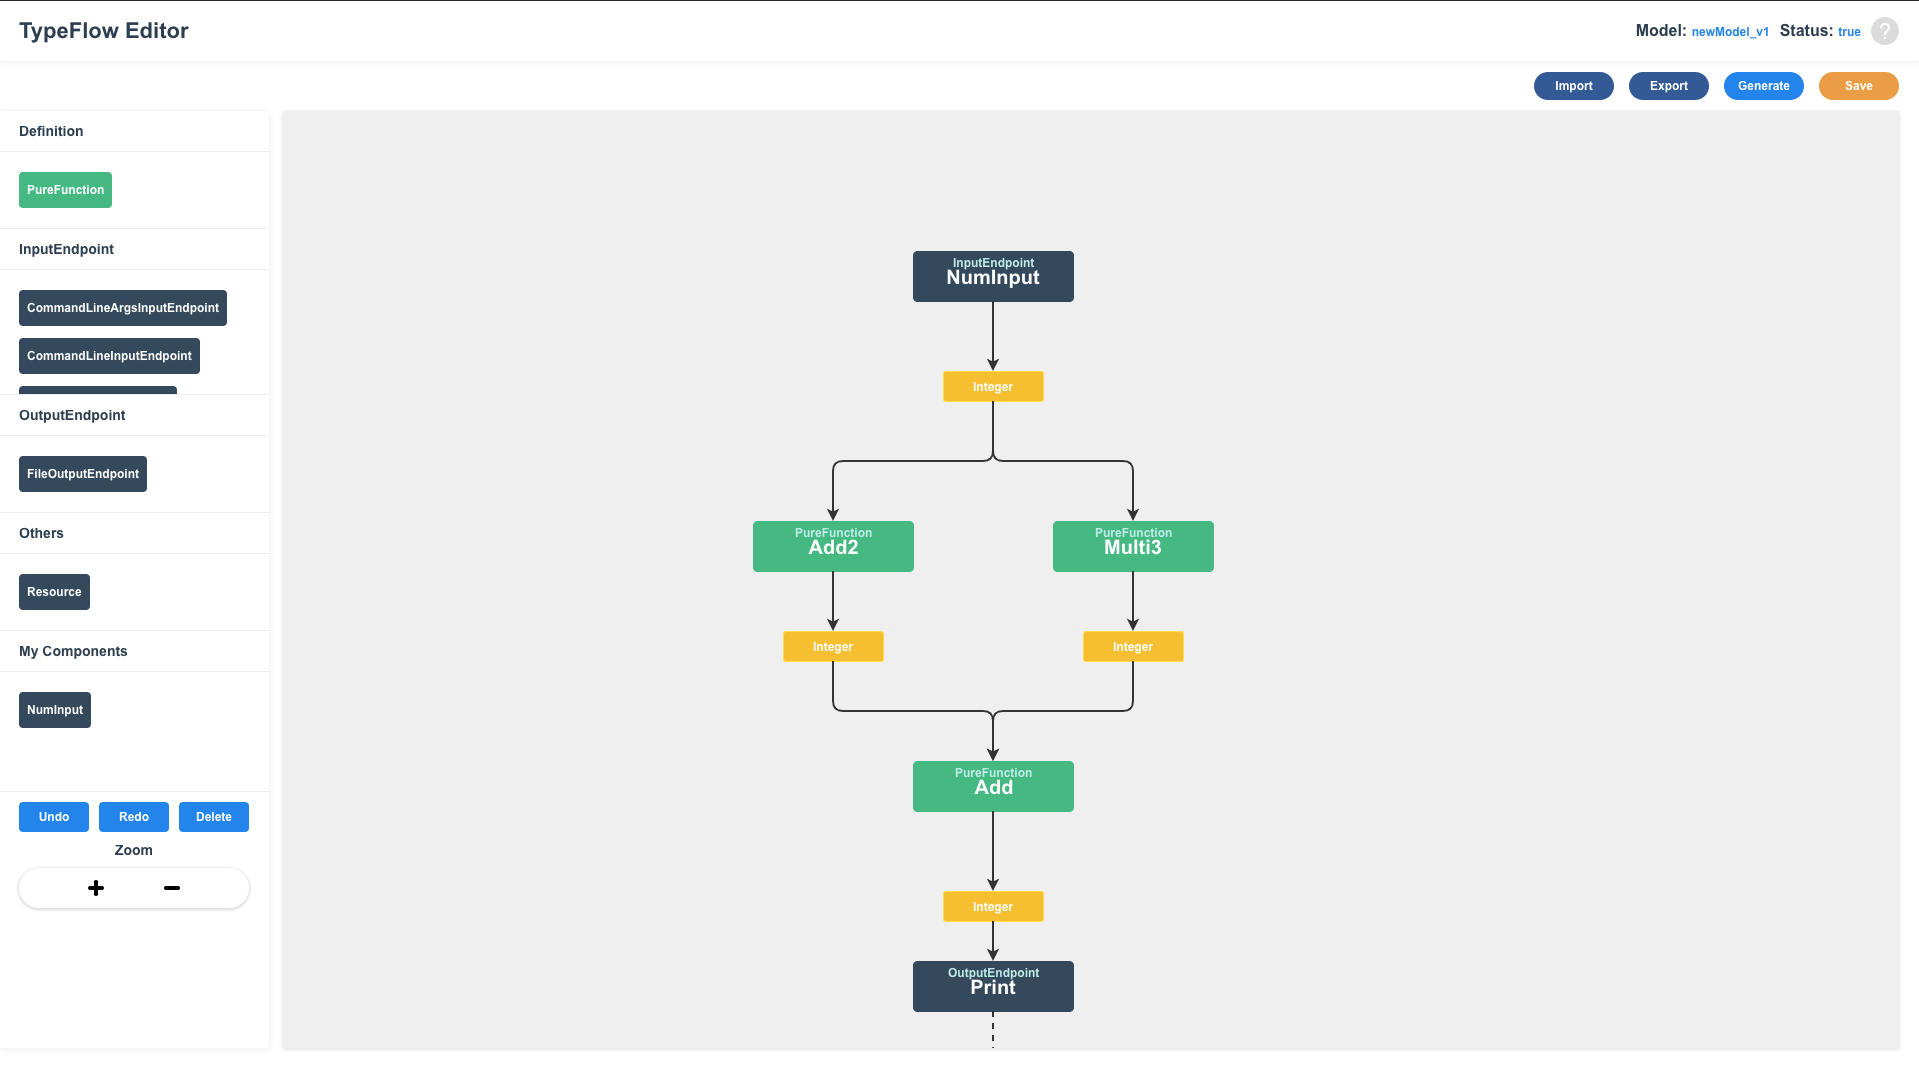 TypeFlow Editor
Model: newModel_v1 Status: true ?
Import Export Generate Save
Definition
PureFunction
InputEndpoint
CommandLineArgsInputEndpoint
CommandLineInputEndpoint
OutputEndpoint
FileOutputEndpoint
Others
Resource
My Components
NumInput
Undo Redo Delete
Zoom
InputEndpoint
NumInput
Integer
PureFunction
Add2
PureFunction
Multi3
Integer
Integer
PureFunction
Add
Integer
OutputEndpoint
Print